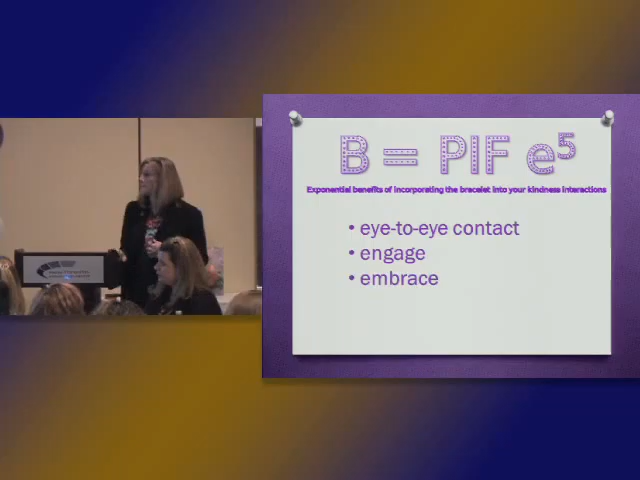 B = PIF e⁵
Exponential benefits of incorporating the bracelet into your kindness interactions
• eye-to-eye contact
• engage
• embrace